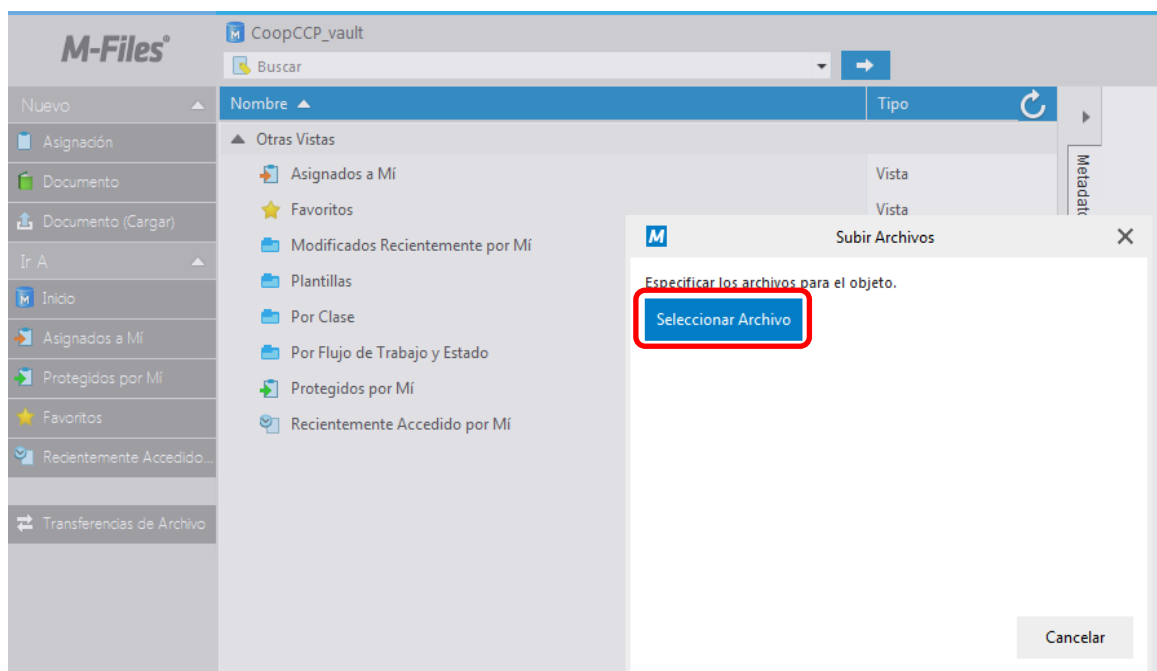 M-Files®
CoopCCP_vault
Buscar
Nuevo
Asignación
Documento
Documento (Cargar)
Ir A
Inicio
Asignados a Mí
Protegidos por Mí
Favoritos
Recientemente Accedido...
Transferencias de Archivo
Nombre Tipo
Otras Vistas
Asignados a Mí Vista
Favoritos Vista
Modificados Recientemente por Mí
Plantillas
Por Clase
Por Flujo de Trabajo y Estado
Protegidos por Mí
Recientemente Accedido por Mí
Metadat
M Subir Archivos
Especificar los archivos para el objeto.
Seleccionar Archivo
Cancelar